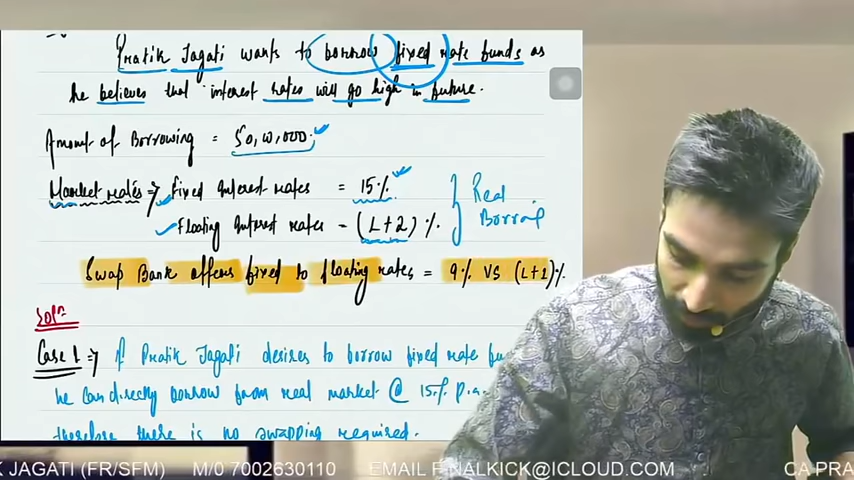 Pratik Jagati wants to borrow fixed rate funds as
he believes that interest rates will go high in future.
Amount of Borrowing = 50,00,000
Market rates => Fixed Interest rates = 15%
Floating Interest rates = (L+2)%
Real
Swap Bank offers fixed to floating rates = 9% VS (L+2)%
Soln
Case 1 => If Pratik Jagati desires to borrow fixed rate
he can directly borrow from real market @ 15% p.a.
therefore there is no swapping required.
K JAGATI (FR/SFM) M/0 7002630110 EMAIL F NALKICK@ICLOUD.COM CA PRA